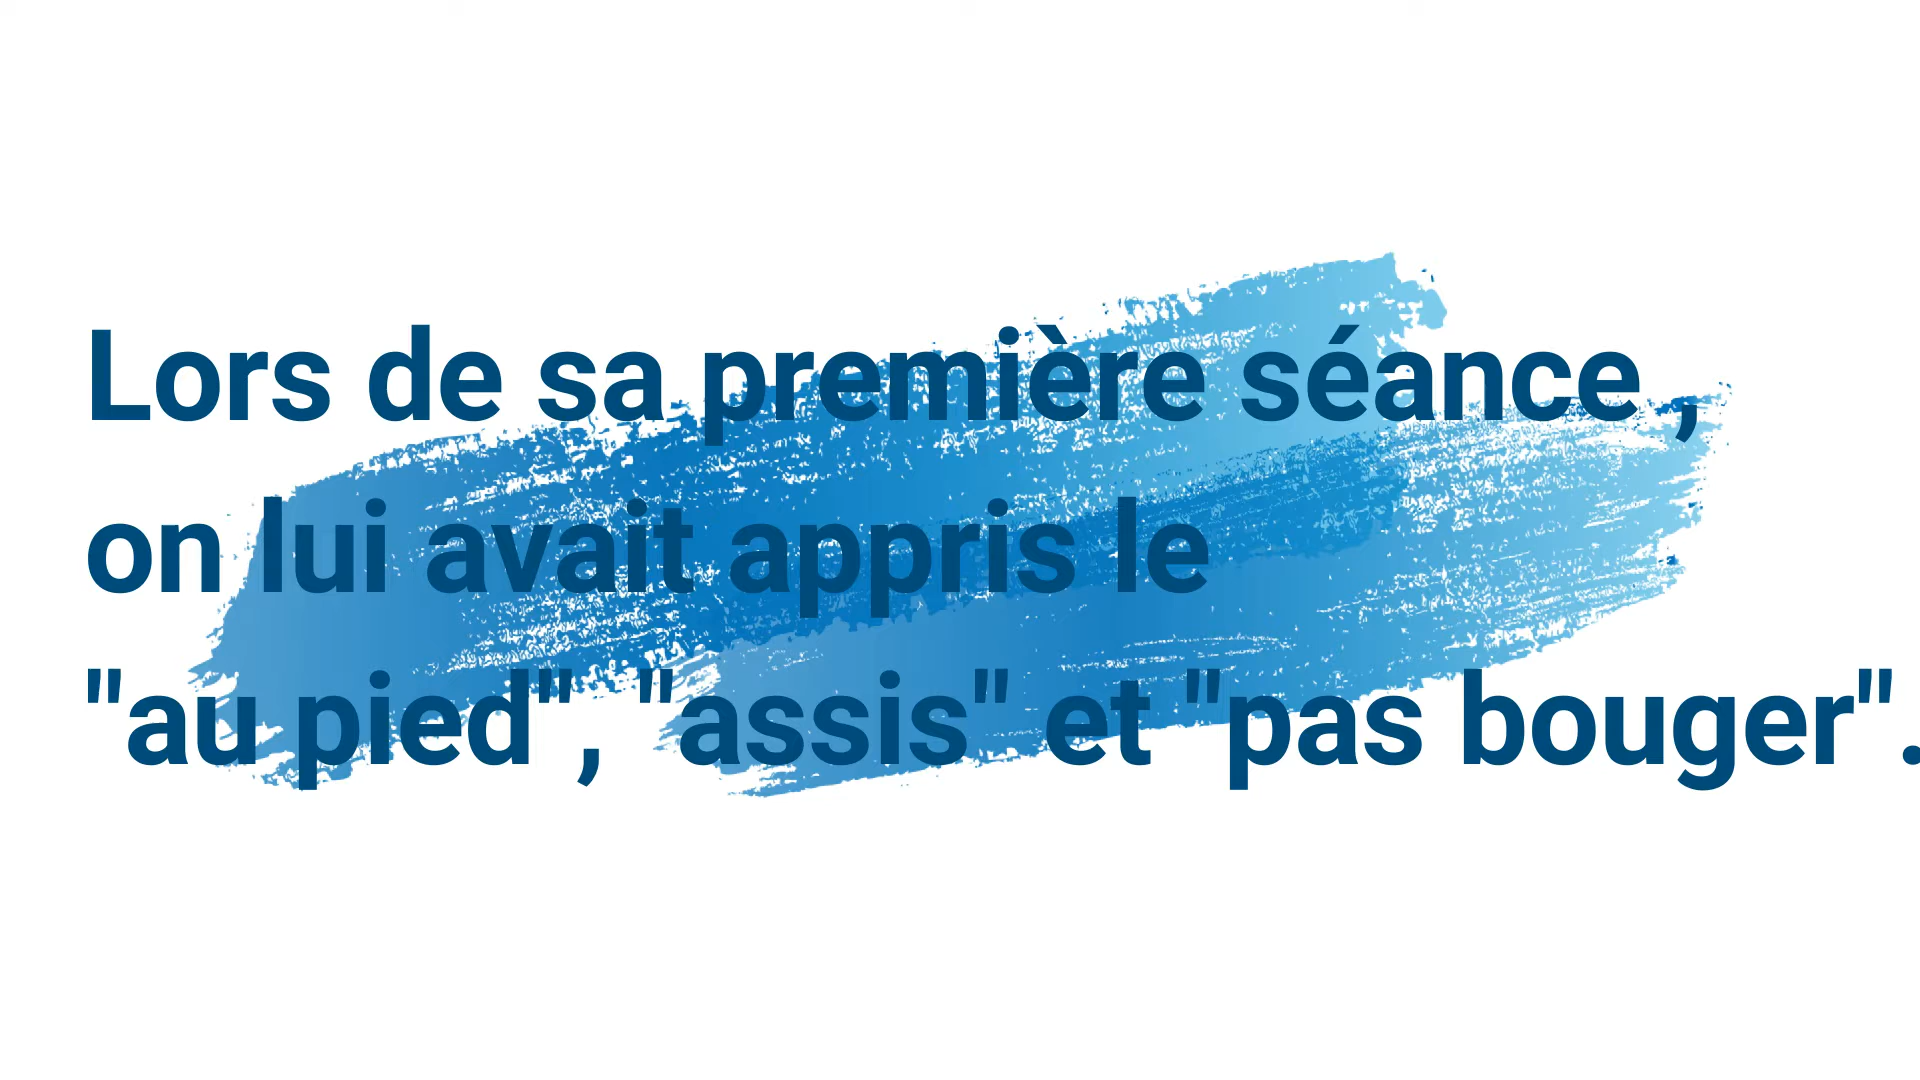 Lors de sa première séance ,
on lui avait appris le
"au pied", "assis" et "pas bouger".